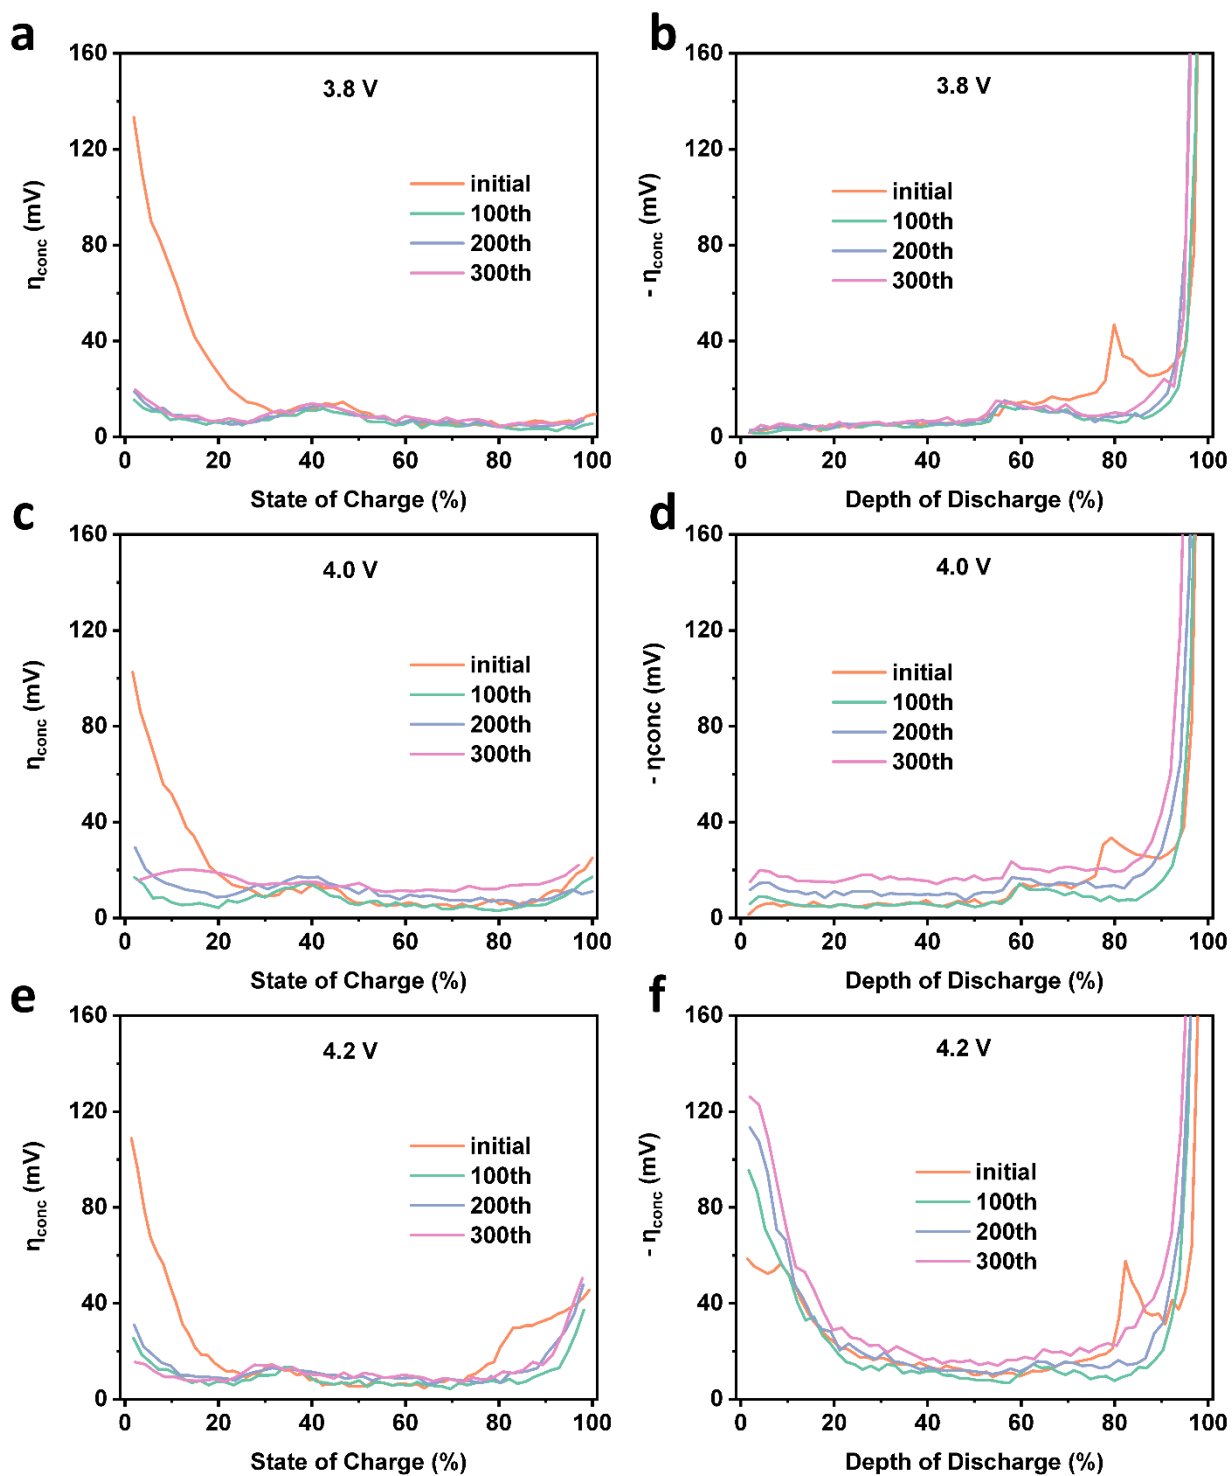 a
160
120
80
40
0
η_conc (mV)
3.8 V
initial
100th
200th
300th
0 20 40 60 80 100
State of Charge (%)
b
160
120
80
40
0
- η_conc (mV)
3.8 V
initial
100th
200th
300th
0 20 40 60 80 100
Depth of Discharge (%)
c
160
120
80
40
0
η_conc (mV)
4.0 V
initial
100th
200th
300th
0 20 40 60 80 100
State of Charge (%)
d
160
120
80
40
0
- ηconc (mV)
4.0 V
initial
100th
200th
300th
0 20 40 60 80 100
Depth of Discharge (%)
e
160
120
80
40
0
η_conc (mV)
4.2 V
initial
100th
200th
300th
0 20 40 60 80 100
State of Charge (%)
f
160
120
80
40
0
- η_conc (mV)
4.2 V
initial
100th
200th
300th
0 20 40 60 80 100
Depth of Discharge (%)